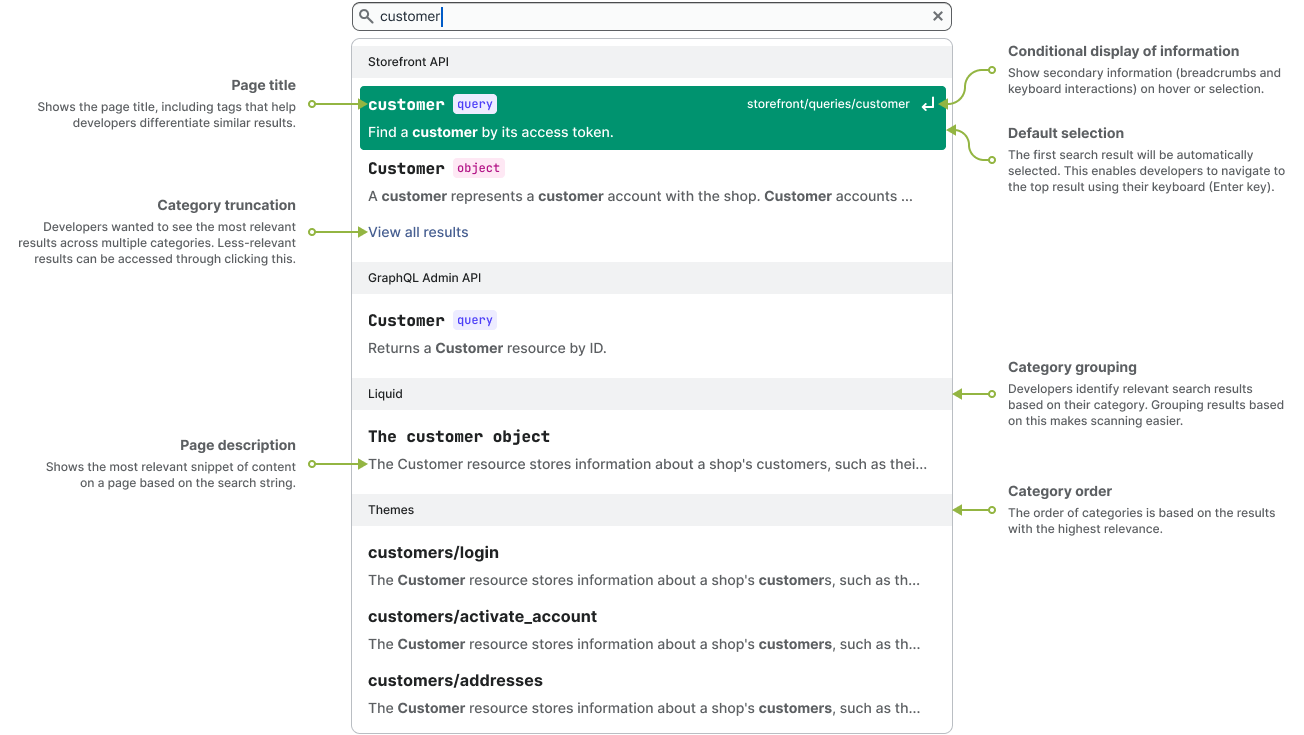 customer
Storefront API
customer query storefront/queries/customer
Find a customer by its access token.
Customer object
A customer represents a customer account with the shop. Customer accounts ...
View all results
GraphQL Admin API
Customer query
Returns a Customer resource by ID.
Liquid
The customer object
The Customer resource stores information about a shop's customers, such as thei...
Themes
customers/login
The Customer resource stores information about a shop's customers, such as th...
customers/activate_account
The Customer resource stores information about a shop's customers, such as th...
customers/addresses
The Customer resource stores information about a shop's customers, such as th...
Page title
Shows the page title, including tags that help
developers differentiate similar results.
Category truncation
Developers wanted to see the most relevant
results across multiple categories. Less-relevant
results can be accessed through clicking this.
Page description
Shows the most relevant snippet of content
on a page based on the search string.
Conditional display of information
Show secondary information (breadcrumbs and
keyboard interactions) on hover or selection.
Default selection
The first search result will be automatically
selected. This enables developers to navigate to
the top result using their keyboard (Enter key).
Category grouping
Developers identify relevant search results
based on their category. Grouping results based
on this makes scanning easier.
Category order
The order of categories is based on the results
with the highest relevance.